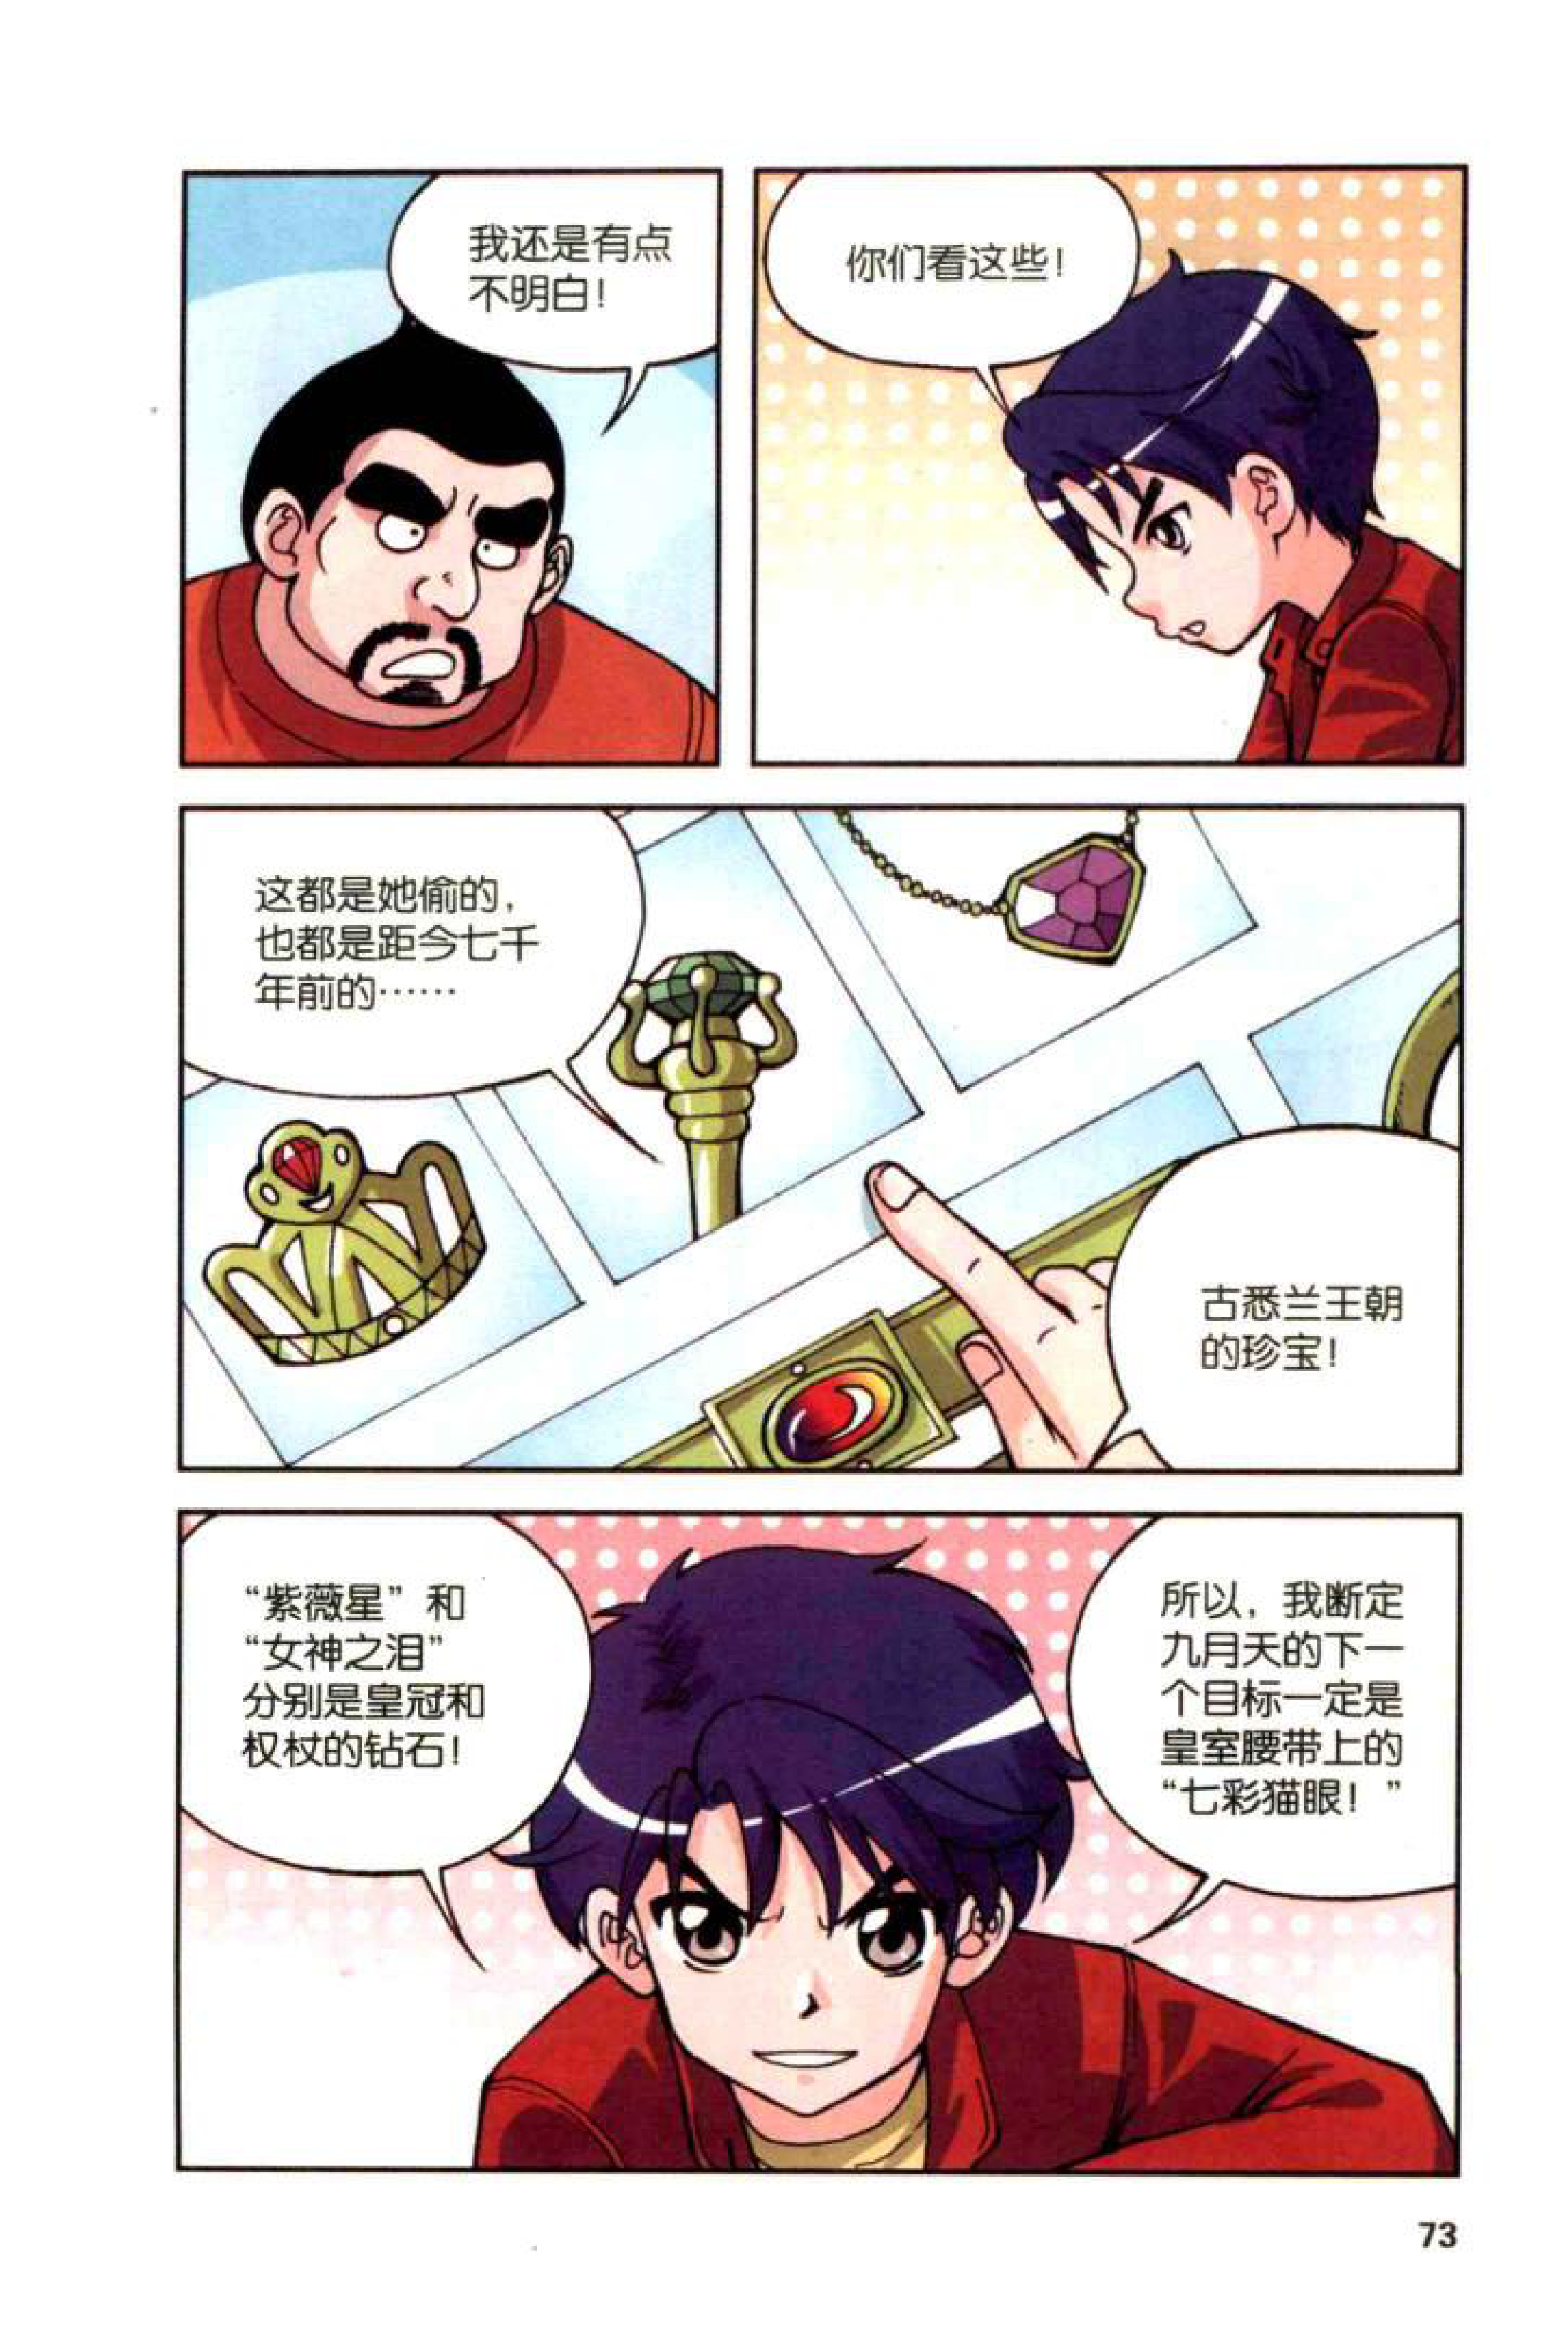 我还是有点
不明白！
你们看这些！
这都是她偷的，
也都是距今七千
年前的……
古悉兰王朝
的珍宝！
“紫薇星”和
“女神之泪”
分别是皇冠和
权杖的钻石！
所以，我断定
九月天的下一
个目标一定是
皇室腰带上的
“七彩猫眼！”
73